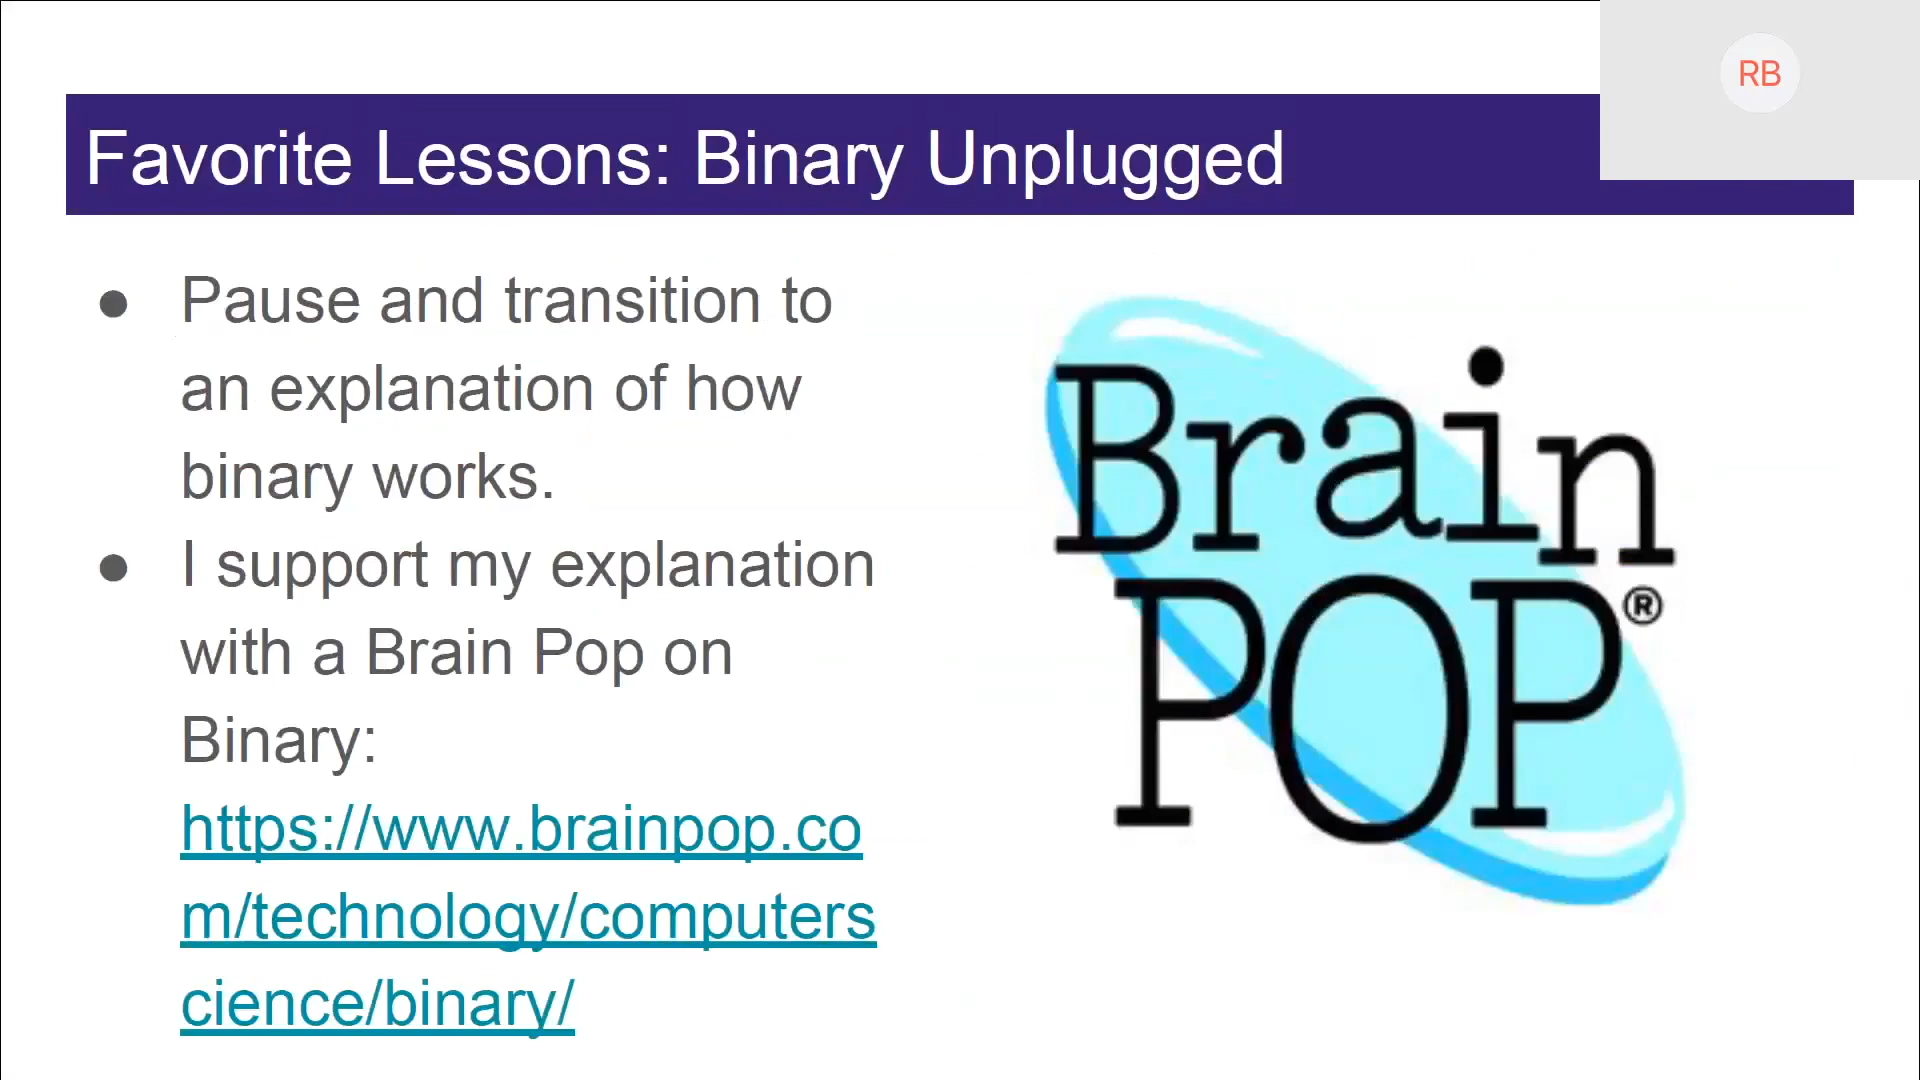 RB
Favorite Lessons: Binary Unplugged
● Pause and transition to
an explanation of how
binary works.
● I support my explanation
with a Brain Pop on
Binary:
https://www.brainpop.co
m/technology/computers
cience/binary/
Brain
POP®